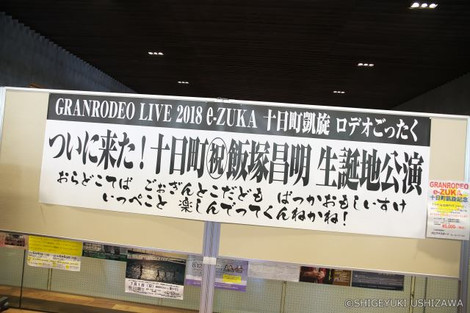 GRANRODEO LIVE 2018 e-ZUKA 十日町凱旋 ロデオごったく
ついに来た！十日町㊗飯塚昌明 生誕地公演
おらどこてば ごぉぎんとこだども ばっかおもしいすけ
いっぺこと 楽しんでってくんねかね！
GRANRODEO
e-ZUKA
十日町凱旋記念
©SHIGEYUKI USHIZAWA